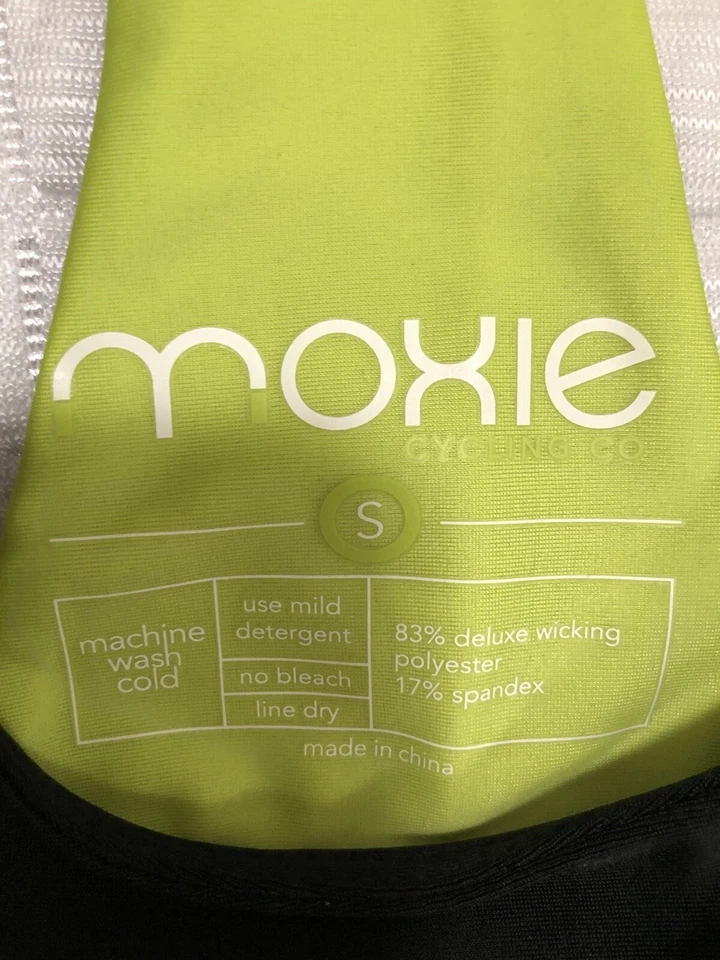 moxie
CYCLING CO
S
machine
wash
cold
use mild
detergent
no bleach
line dry
83% deluxe wicking
polyester
17% spandex
made in china